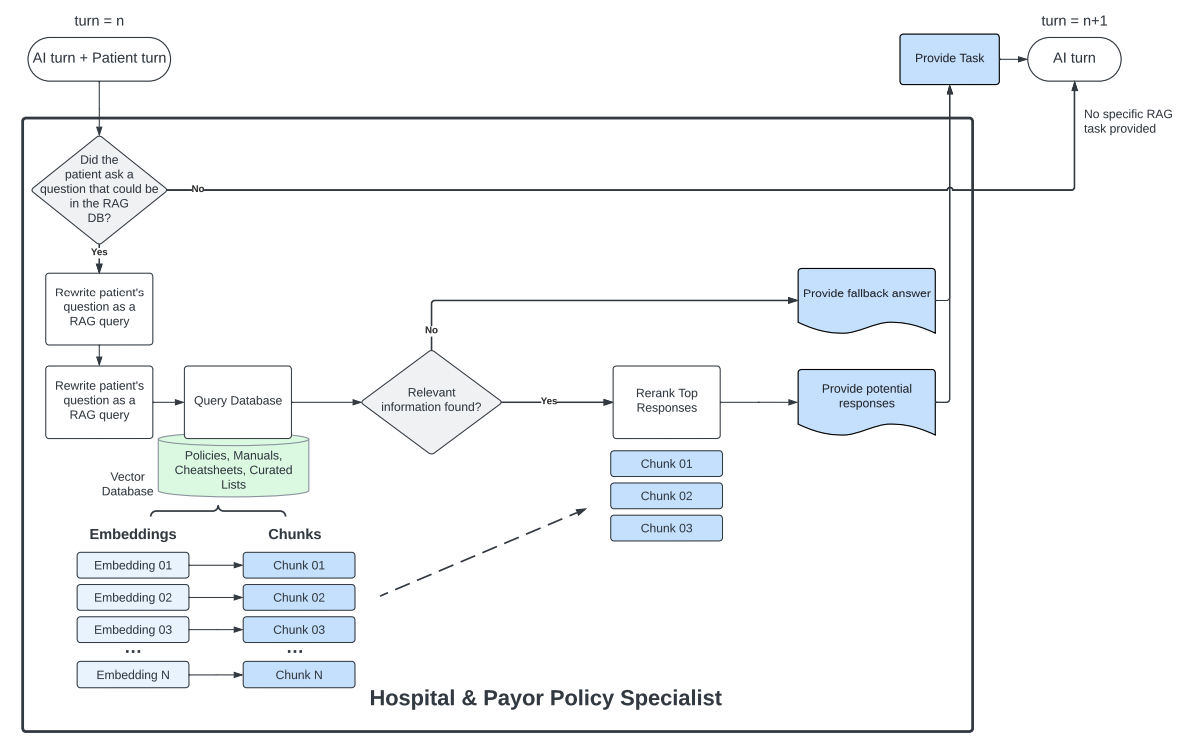 turn = n
turn = n+1
AI turn + Patient turn
Provide Task
AI turn
No specific RAG
task provided
Did the
patient ask a
question that could be
in the RAG
DB?
No
Yes
Rewrite patient's
question as a
RAG query
Provide fallback answer
No
Rewrite patient's
question as a
RAG query
Query Database
Relevant
information found?
Yes
Rerank Top
Responses
Provide potential
responses
Policies, Manuals,
Cheatsheets, Curated
Lists
Vector
Database
Chunk 01
Chunk 02
Chunk 03
Embeddings
Chunks
Embedding 01
Chunk 01
Embedding 02
Chunk 02
Embedding 03
Chunk 03
...
...
Embedding N
Chunk N
Hospital & Payor Policy Specialist